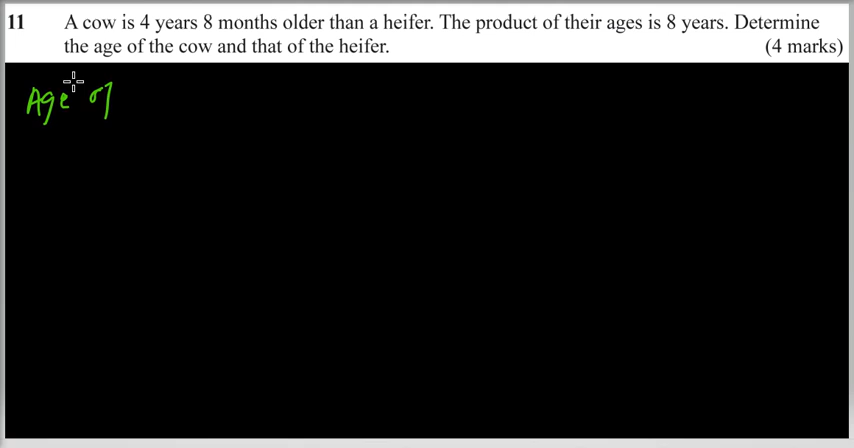 11 A cow is 4 years 8 months older than a heifer. The product of their ages is 8 years. Determine
the age of the cow and that of the heifer. (4 marks)
Age of